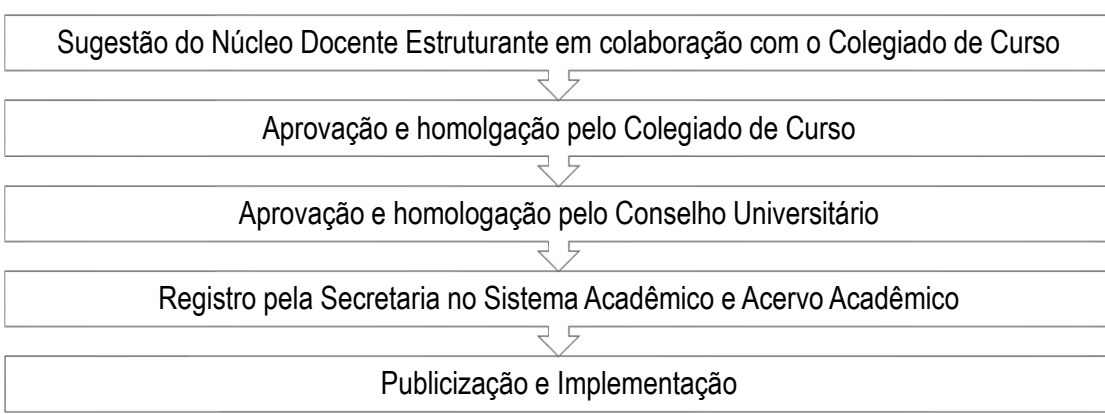 Sugestão do Núcleo Docente Estruturante em colaboração com o Colegiado de Curso
Aprovação e homolgação pelo Colegiado de Curso
Aprovação e homologação pelo Conselho Universitário
Registro pela Secretaria no Sistema Acadêmico e Acervo Acadêmico
Publicização e Implementação